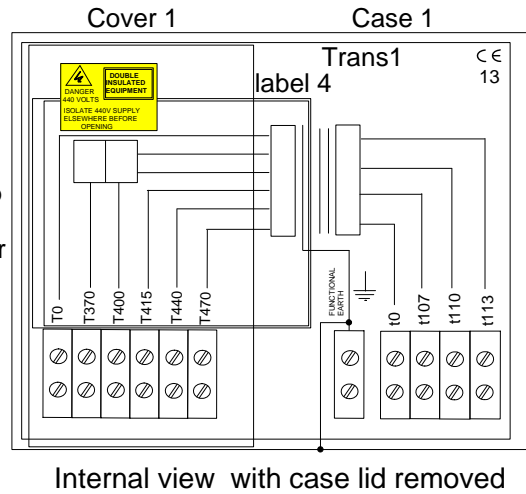 Cover 1
Case 1
Trans1
CE
13
label 4
DANGER
440 VOLTS
DOUBLE
INSULATED
EQUIPMENT
ISOLATE 440V SUPPLY
ELSEWHERE BEFORE
OPENING
r
T0
T370
T400
T415
T440
T470
FUNCTIONAL
EARTH
t0
t107
t110
t113
Internal view with case lid removed